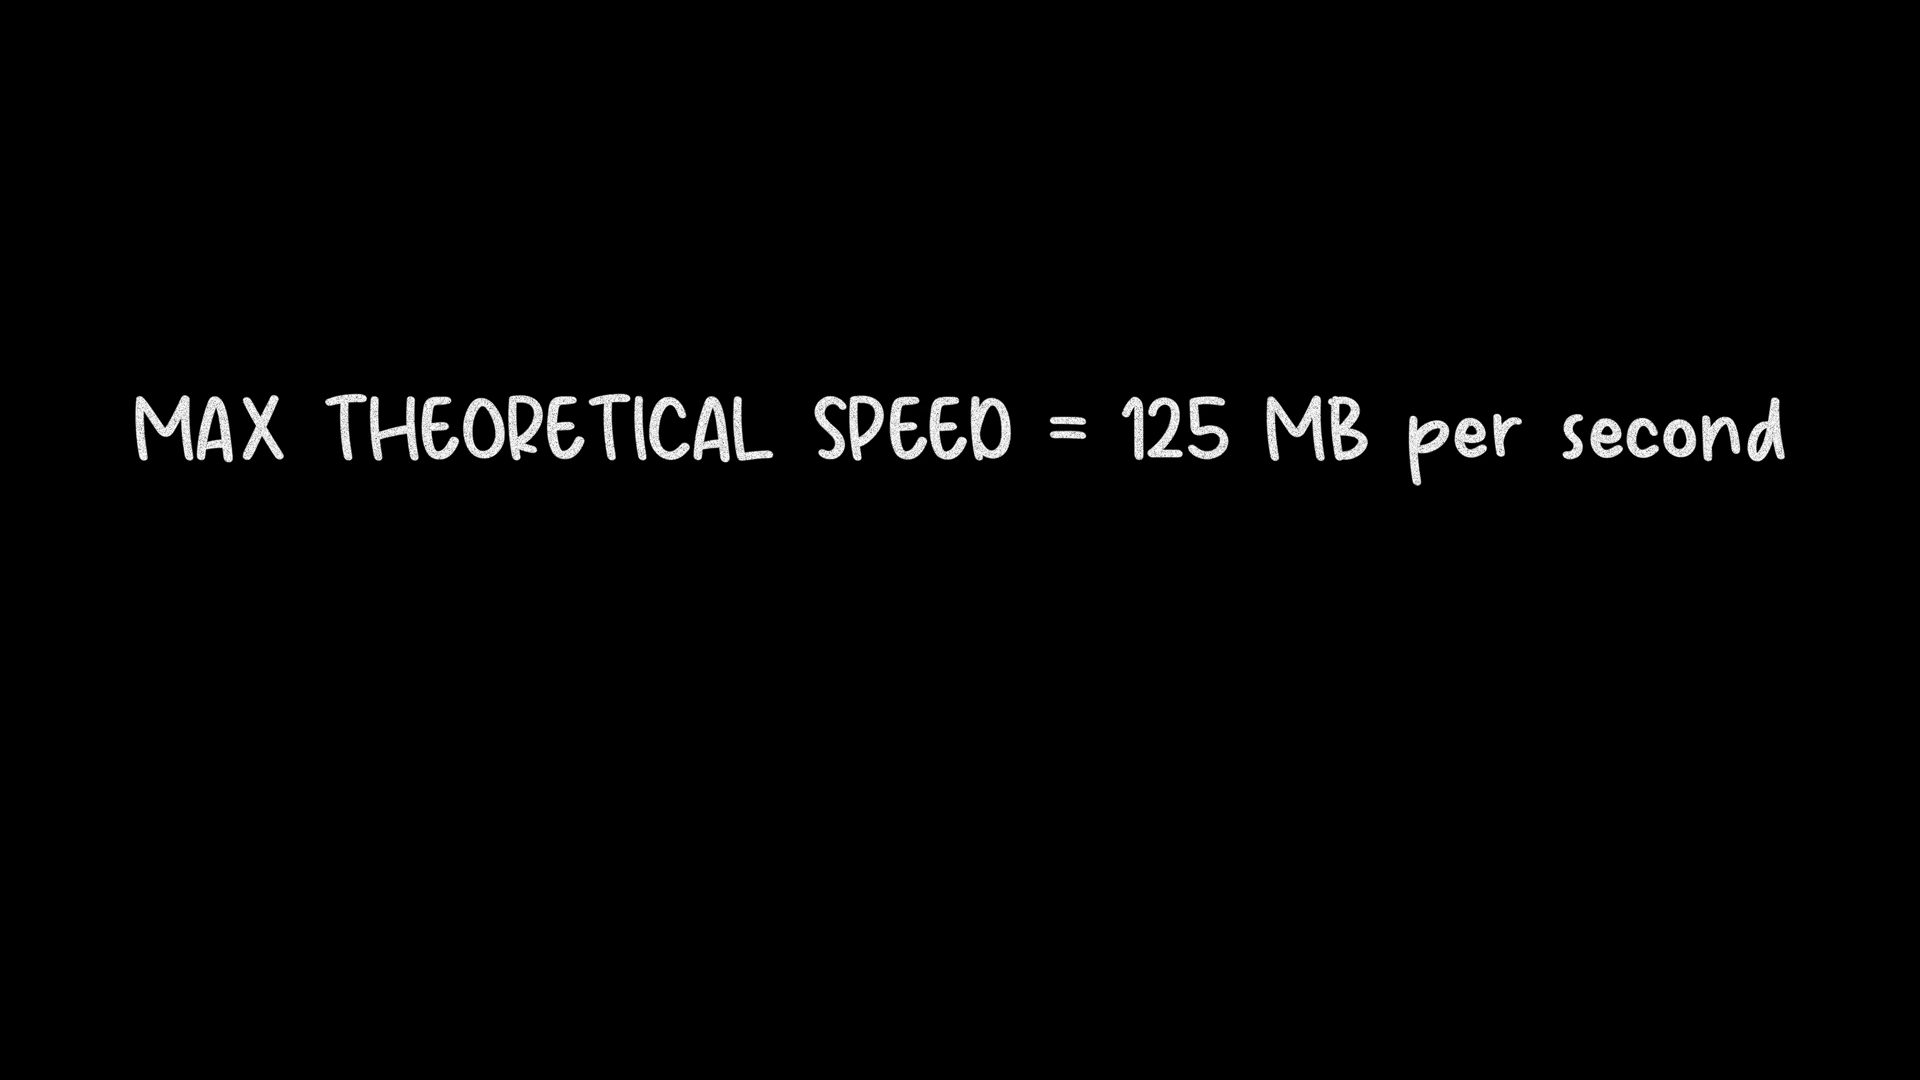 MAX THEORETICAL SPEED = 125 MB per second